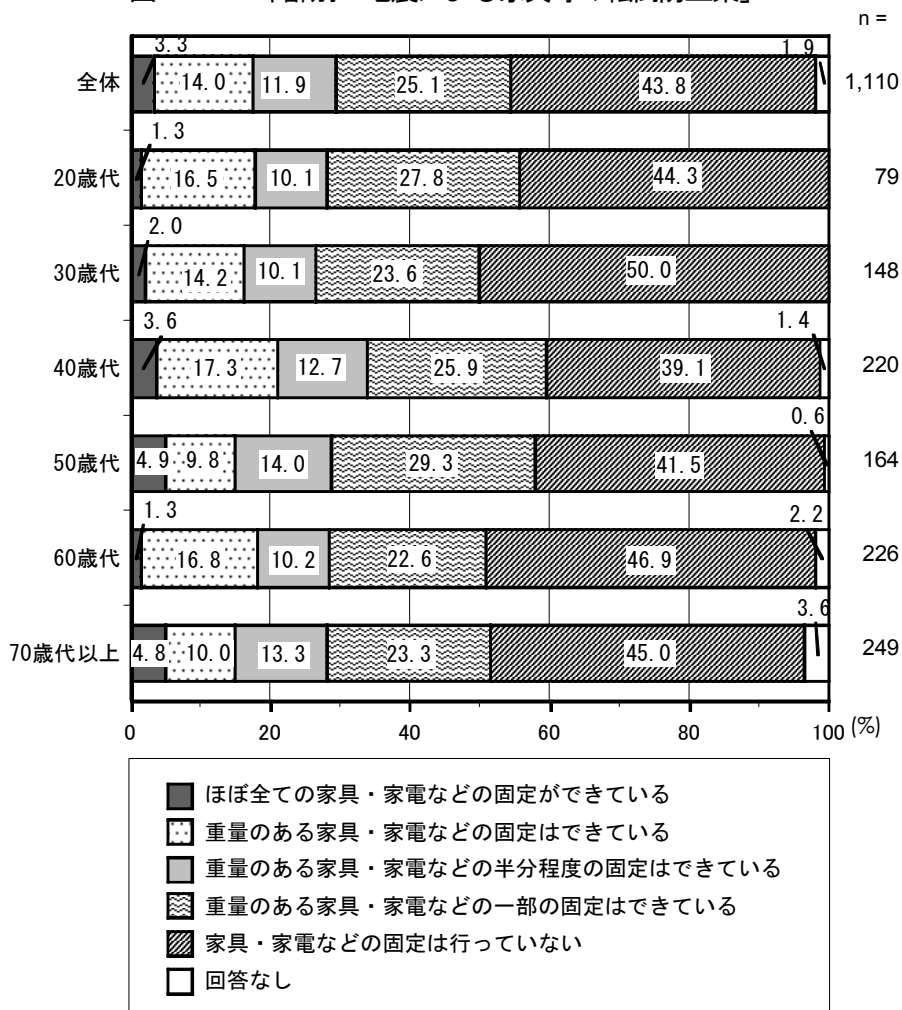 n =
3.3 1.9
全体 14.0 11.9 25.1 43.8 1,110
1.3
20歳代 16.5 10.1 27.8 44.3 79
2.0
30歳代 14.2 10.1 23.6 50.0 148
3.6 1.4
40歳代 17.3 12.7 25.9 39.1 220
0.6
50歳代 4.9 9.8 14.0 29.3 41.5 164
1.3 2.2
60歳代 16.8 10.2 22.6 46.9 226
3.6
70歳代以上 4.8 10.0 13.3 23.3 45.0 249
0 20 40 60 80 100 (%)
ほぼ全ての家具・家電などの固定ができている
重量のある家具・家電などの固定はできている
重量のある家具・家電などの半分程度の固定はできている
重量のある家具・家電などの一部の固定はできている
家具・家電などの固定は行っていない
回答なし